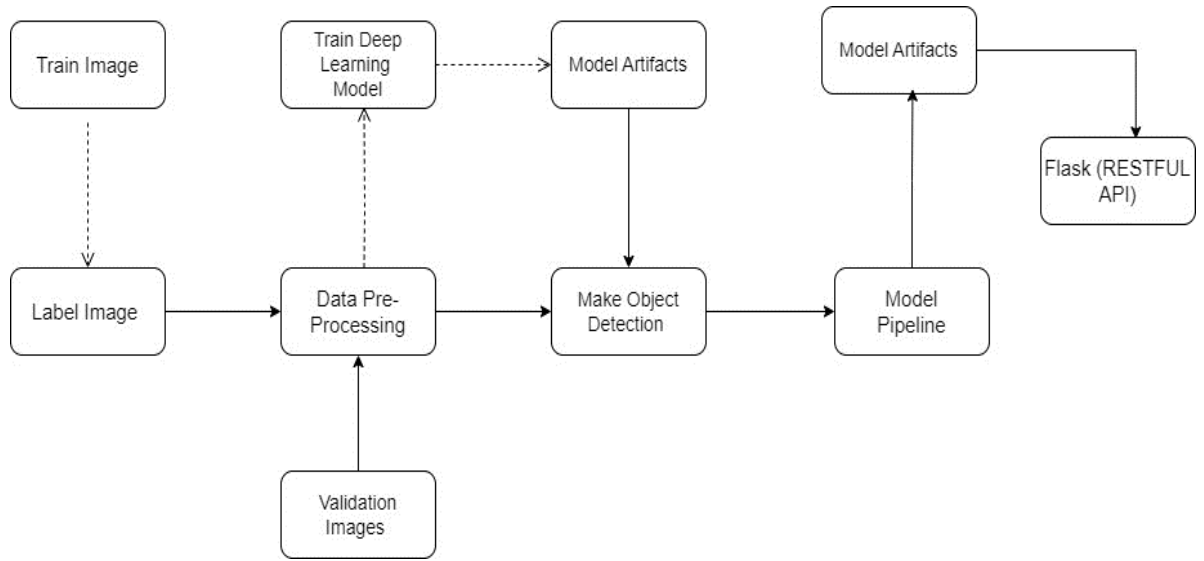 Train Image
Train Deep
Learning
Model
Model Artifacts
Model Artifacts
Flask (RESTFUL
API)
Label Image
Data Pre-
Processing
Make Object
Detection
Model
Pipeline
Validation
Images